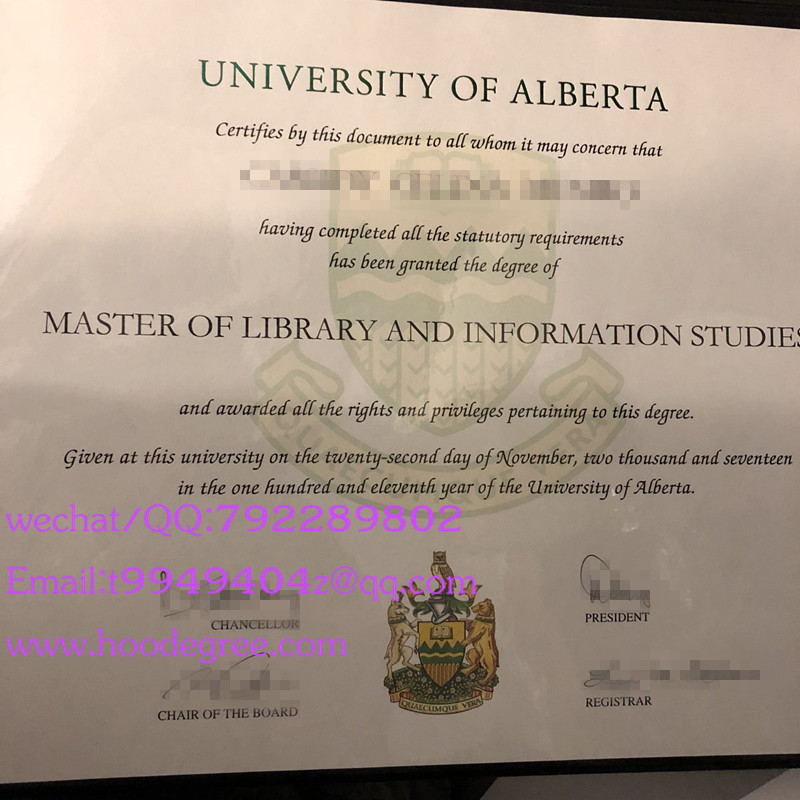 UNIVERSITY OF ALBERTA
Certifies by this document to all whom it may concern that
having completed all the statutory requirements
has been granted the degree of
MASTER OF LIBRARY AND INFORMATION STUDIES
and awarded all the rights and privileges pertaining to this degree.
Given at this university on the twenty-second day of November, two thousand and seventeen
in the one hundred and eleventh year of the University of Alberta.
wechat/QQ:792289802
Email:t9949404z@qq.com
CHANCELLOR
PRESIDENT
www.hoodegree.com
CHAIR OF THE BOARD
QUAECUMQUE VERA
REGISTRAR